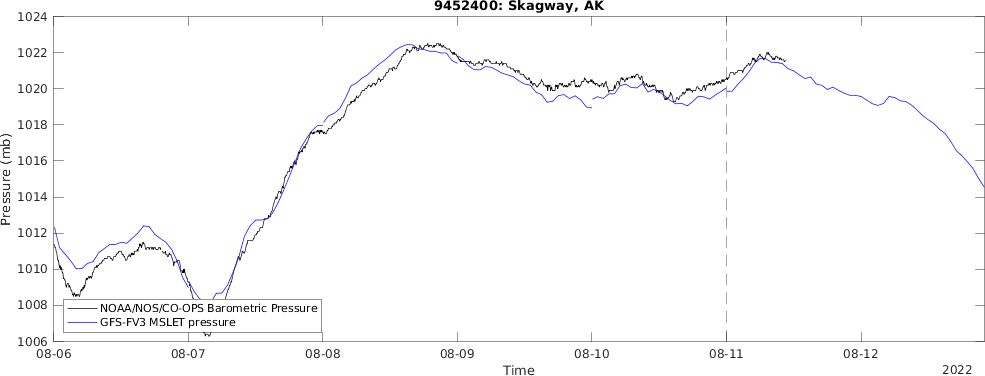 9452400: Skagway, AK
Pressure (mb)
1024
1022
1020
1018
1016
1014
1012
1010
1008
1006
NOAA/NOS/CO-OPS Barometric Pressure
GFS-FV3 MSLET pressure
08-06 08-07 08-08 08-09 08-10 08-11 08-12
Time
2022